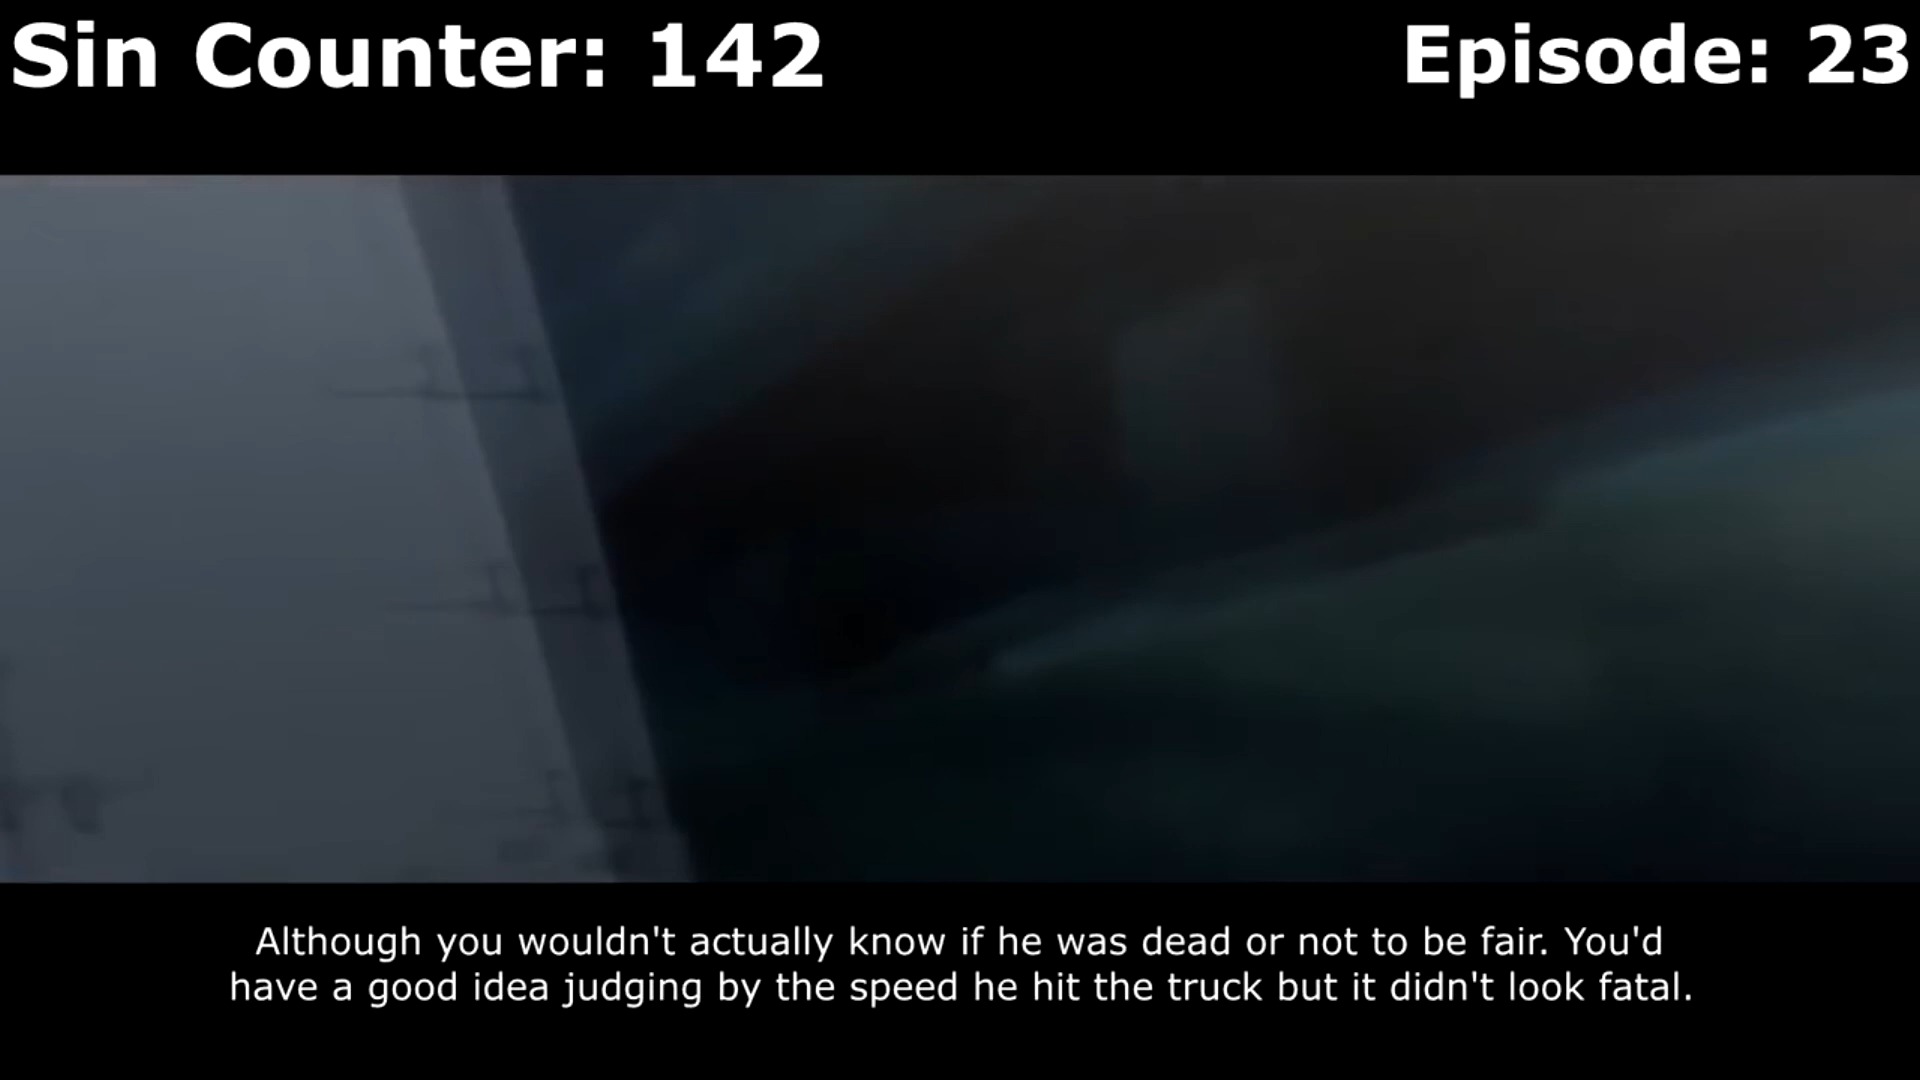 Sin Counter: 142
Episode: 23
Although you wouldn't actually know if he was dead or not to be fair. You'd
have a good idea judging by the speed he hit the truck but it didn't look fatal.